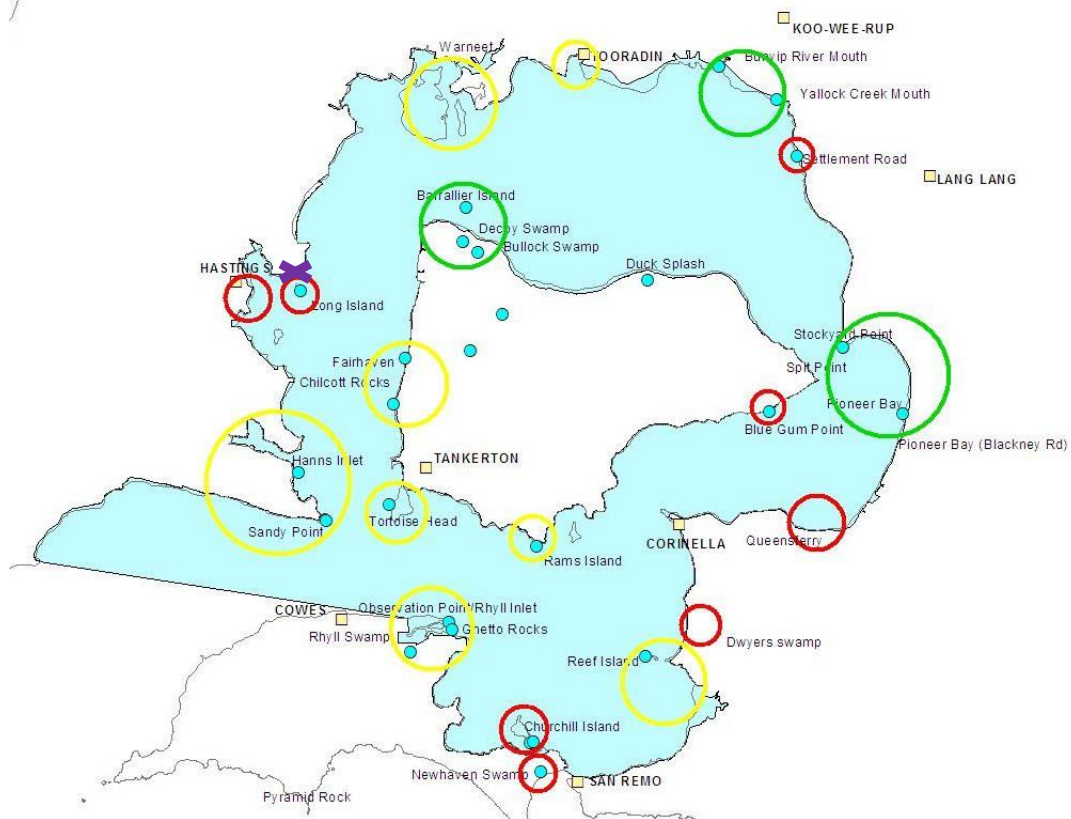 KOO-WEE-RUP
Warneet
TOORADIN
Bunyip River Mouth
Yallock Creek Mouth
Settlement Road
LANG LANG
Barrallier Island
Decoy Swamp
Bullock Swamp
Duck Splash
HASTINGS
Long Island
Stockyard Point
Fairhaven
Spit Point
Chilcott Rocks
Pioneer Bay
Blue Gum Point
Pioneer Bay (Blackney Rd)
TANKERTON
Hanns Inlet
Tortoise Head
Sandy Point
Queensferry
CORINELLA
Rams Island
Observation Point/Rhyll Inlet
COWES
Ghetto Rocks
Rhyll Swamp
Dwyers swamp
Reef Island
Churchill Island
Newhaven Swamp
SAN REMO
Pyramid Rock